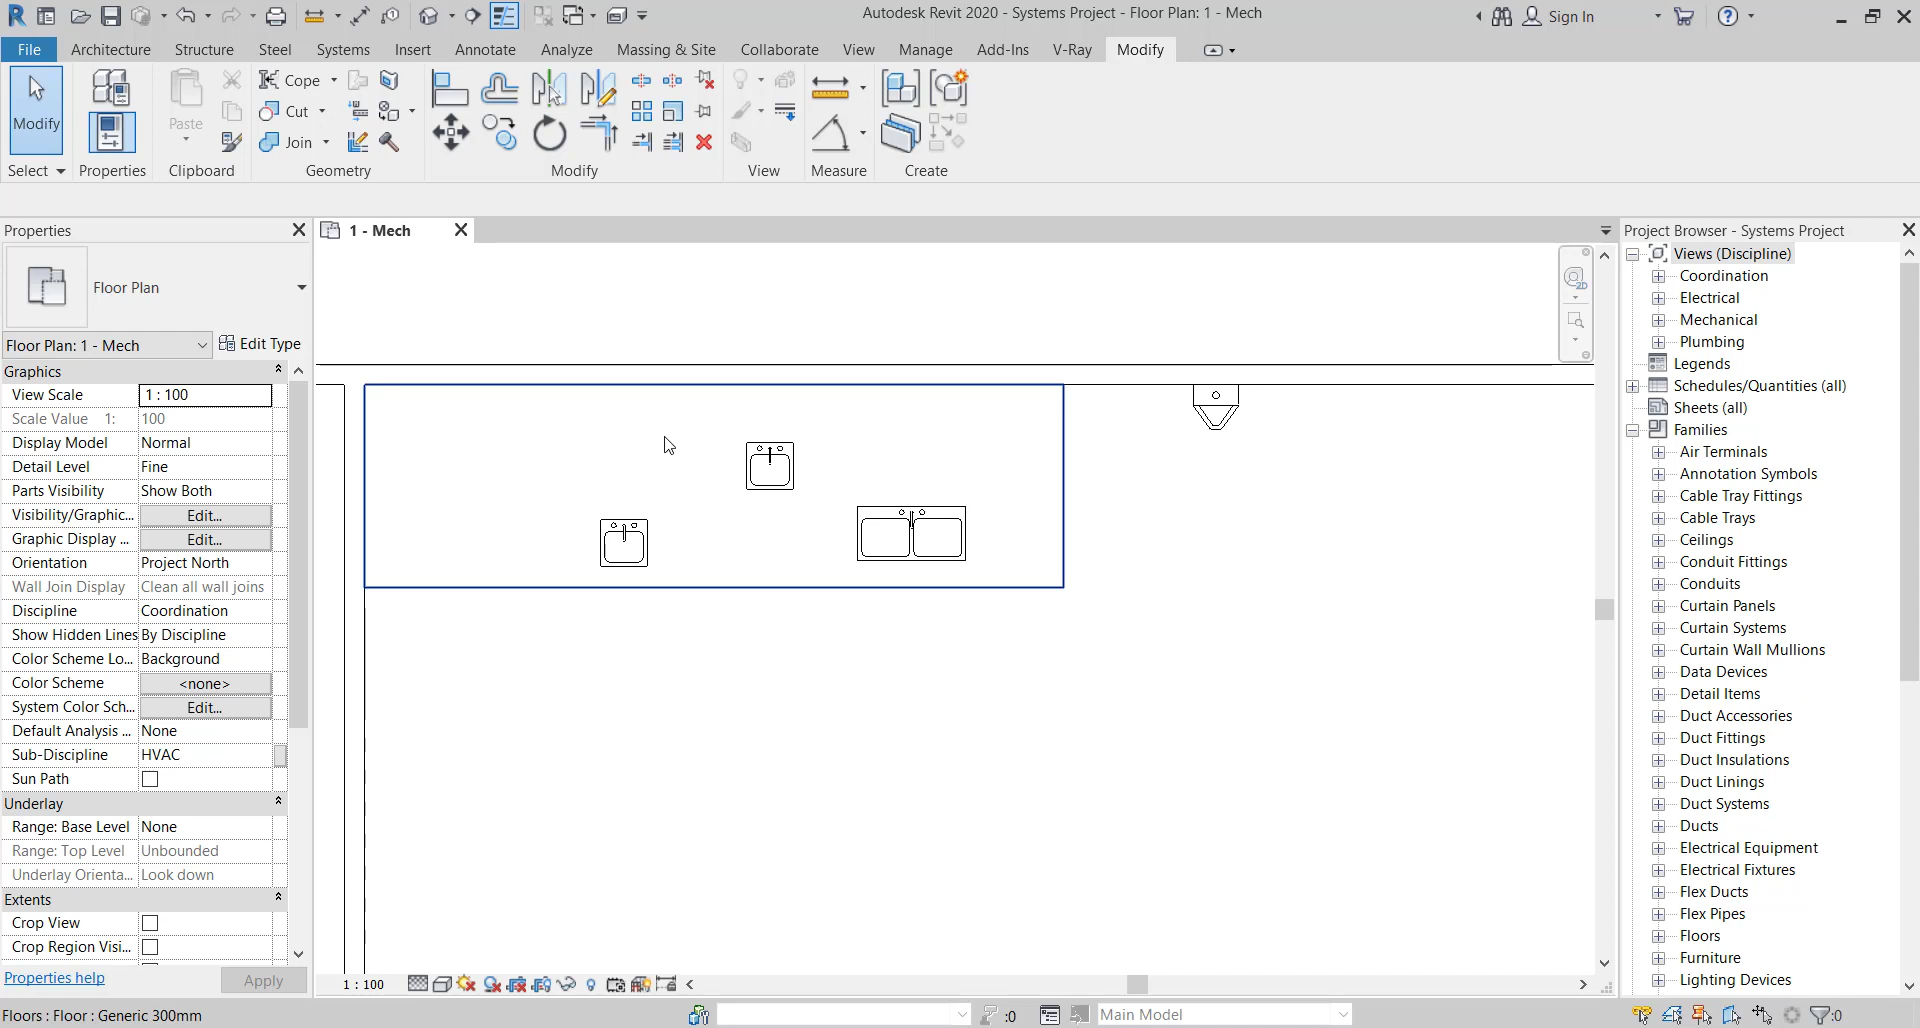 Autodesk Revit 2020 - Systems Project - Floor Plan: 1 - Mech
Sign In
File Architecture Structure Steel Systems Insert Annotate Analyze Massing & Site Collaborate View Manage Add-Ins V-Ray Modify
Modify
Paste
Cope
Cut
Join
Select Properties Clipboard Geometry Modify View Measure Create
Properties
1 - Mech
Project Browser - Systems Project
Floor Plan
Floor Plan: 1 - Mech
Edit Type
Graphics
View Scale 1 : 100
Scale Value 1: 100
Display Model Normal
Detail Level Fine
Parts Visibility Show Both
Visibility/Graphic... Edit...
Graphic Display ... Edit...
Orientation Project North
Wall Join Display Clean all wall joins
Discipline Coordination
Show Hidden Lines By Discipline
Color Scheme Lo... Background
Color Scheme <none>
System Color Sch... Edit...
Default Analysis ... None
Sub-Discipline HVAC
Sun Path
Underlay
Range: Base Level None
Range: Top Level Unbounded
Underlay Orienta... Look down
Extents
Crop View
Crop Region Visi...
Properties help
Apply
2D
Views (Discipline)
Coordination
Electrical
Mechanical
Plumbing
Legends
Schedules/Quantities (all)
Sheets (all)
Families
Air Terminals
Annotation Symbols
Cable Tray Fittings
Cable Trays
Ceilings
Conduit Fittings
Conduits
Curtain Panels
Curtain Systems
Curtain Wall Mullions
Data Devices
Detail Items
Duct Accessories
Duct Fittings
Duct Insulations
Duct Linings
Duct Systems
Ducts
Electrical Equipment
Electrical Fixtures
Flex Ducts
Flex Pipes
Floors
Furniture
Lighting Devices
1 : 100
Floors : Floor : Generic 300mm
:0
Main Model
:0